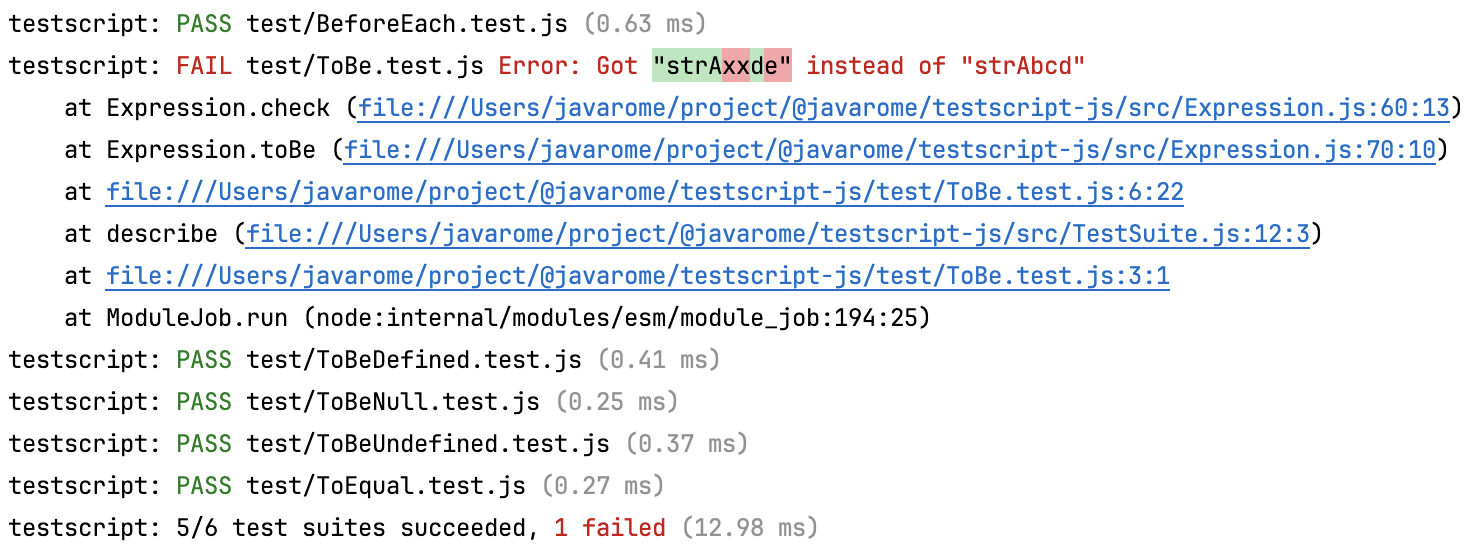 testscript: PASS test/BeforeEach.test.js (0.63 ms)
testscript: FAIL test/ToBe.test.js Error: Got "strAxxde" instead of "strAbcd"
    at Expression.check (file:///Users/javarome/project/@javarome/testscript-js/src/Expression.js:60:13)
    at Expression.toBe (file:///Users/javarome/project/@javarome/testscript-js/src/Expression.js:70:10)
    at file:///Users/javarome/project/@javarome/testscript-js/test/ToBe.test.js:6:22
    at describe (file:///Users/javarome/project/@javarome/testscript-js/src/TestSuite.js:12:3)
    at file:///Users/javarome/project/@javarome/testscript-js/test/ToBe.test.js:3:1
    at ModuleJob.run (node:internal/modules/esm/module_job:194:25)
testscript: PASS test/ToBeDefined.test.js (0.41 ms)
testscript: PASS test/ToBeNull.test.js (0.25 ms)
testscript: PASS test/ToBeUndefined.test.js (0.37 ms)
testscript: PASS test/ToEqual.test.js (0.27 ms)
testscript: 5/6 test suites succeeded, 1 failed (12.98 ms)